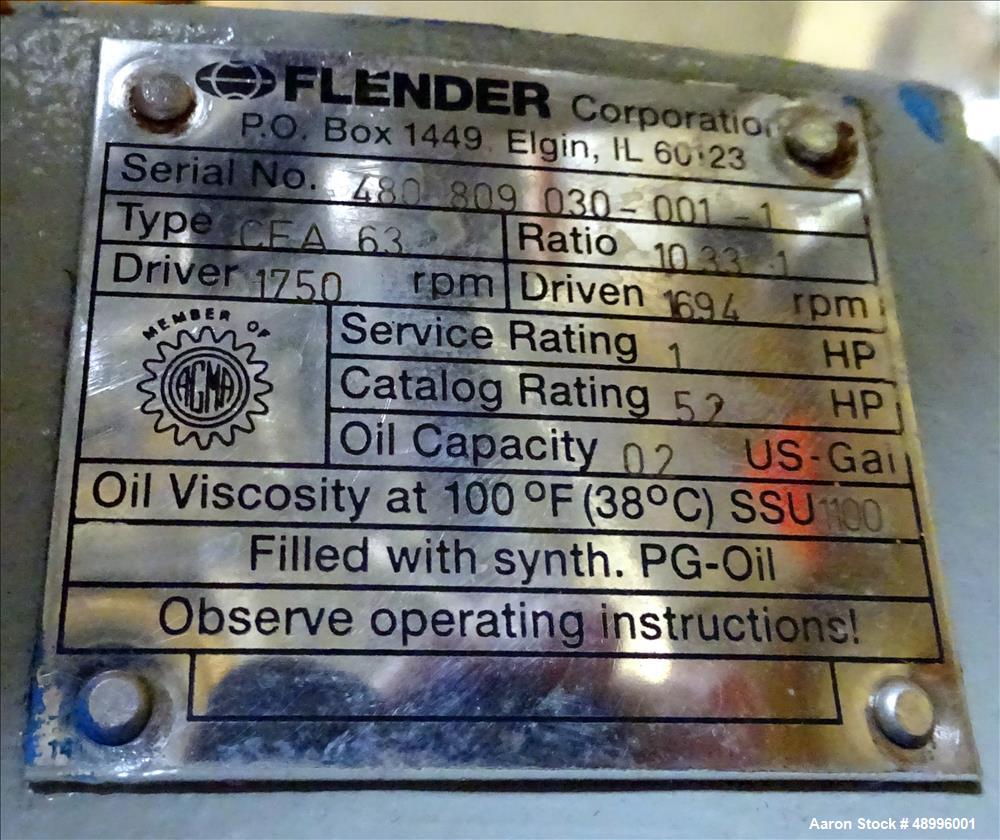 FLENDER Corporation
P.O. Box 1449 Elgin, IL 60123
Serial No. 480 809 030-001-1
Type CEA 63 Ratio 10.33:1
Driver 1750 rpm Driven 169.4 rpm
MEMBER OF
AGMA
Service Rating 1 HP
Catalog Rating 5.2 HP
Oil Capacity 0.2 US-Gal
Oil Viscosity at 100°F (38°C) SSU 1100
Filled with synth. PG-Oil
Observe operating instructions!
Aaron Stock # 48996001